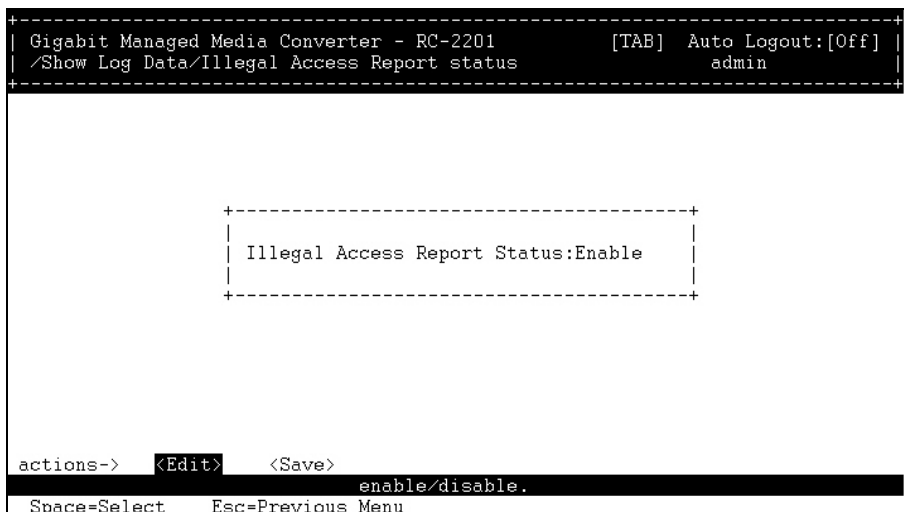 Gigabit Managed Media Converter - RC-2201 [TAB] Auto Logout:[Off]
/Show Log Data/Illegal Access Report status admin
Illegal Access Report Status:Enable
actions-> <Edit> <Save>
enable/disable.
Space=Select Esc=Previous Menu